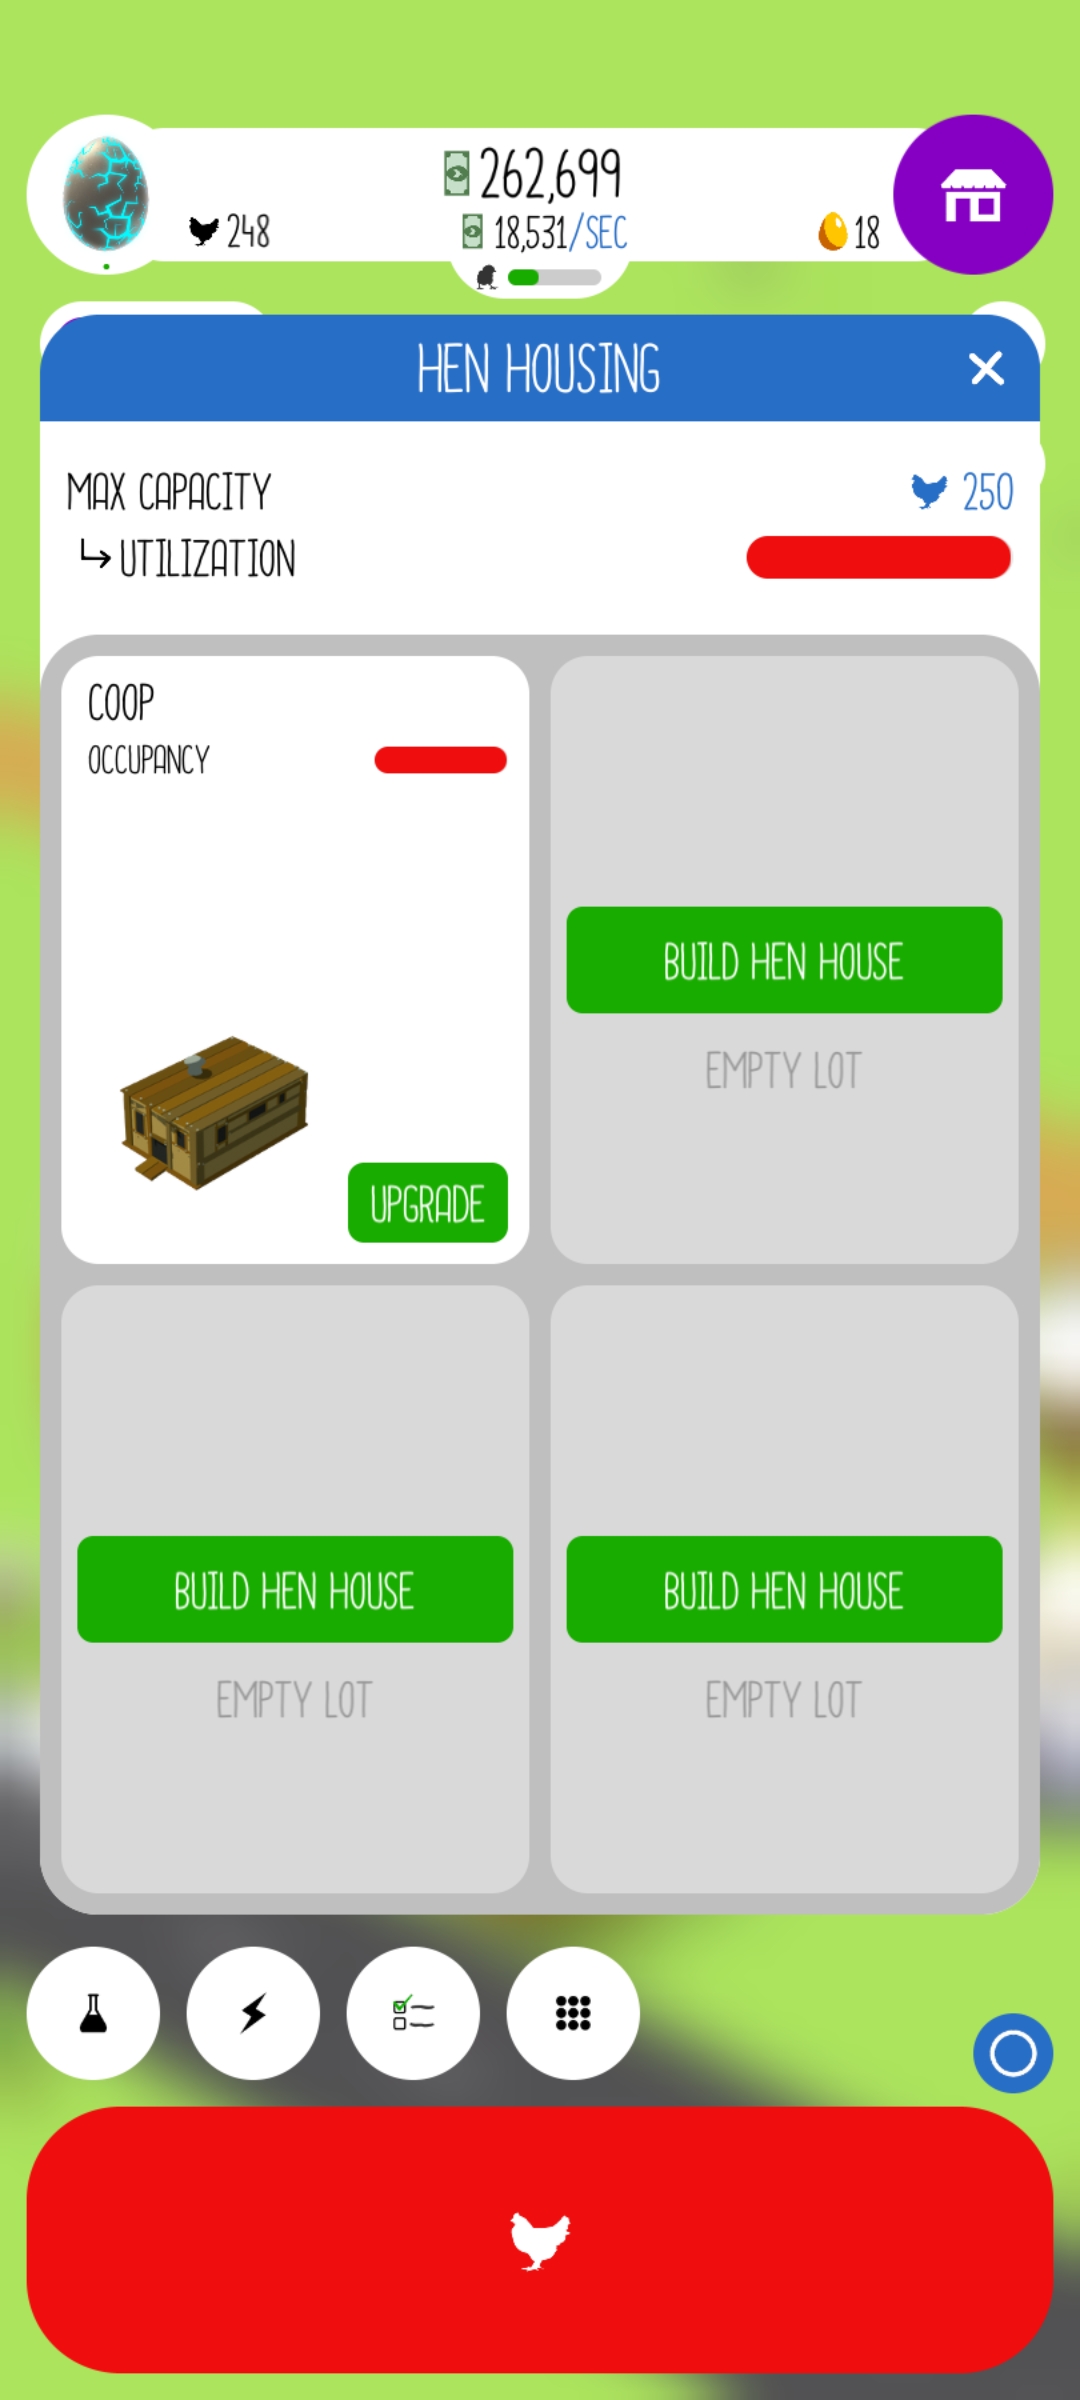 262,699
248
18,531/SEC
18
HEN HOUSING
MAX CAPACITY
250
UTILIZATION
COOP
OCCUPANCY
UPGRADE
BUILD HEN HOUSE
EMPTY LOT
BUILD HEN HOUSE
EMPTY LOT
BUILD HEN HOUSE
EMPTY LOT